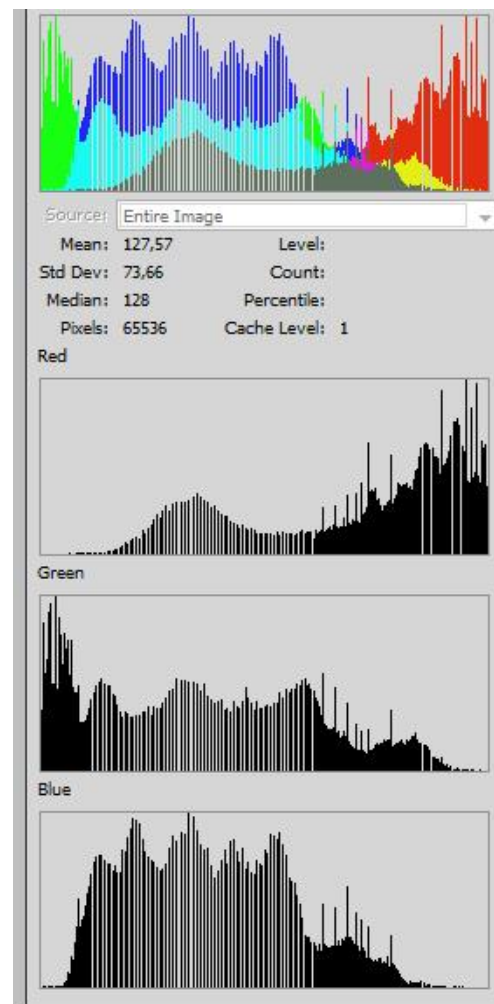 Source: Entire Image
Mean: 127,57 Level:
Std Dev: 73,66 Count:
Median: 128 Percentile:
Pixels: 65536 Cache Level: 1
Red
Green
Blue